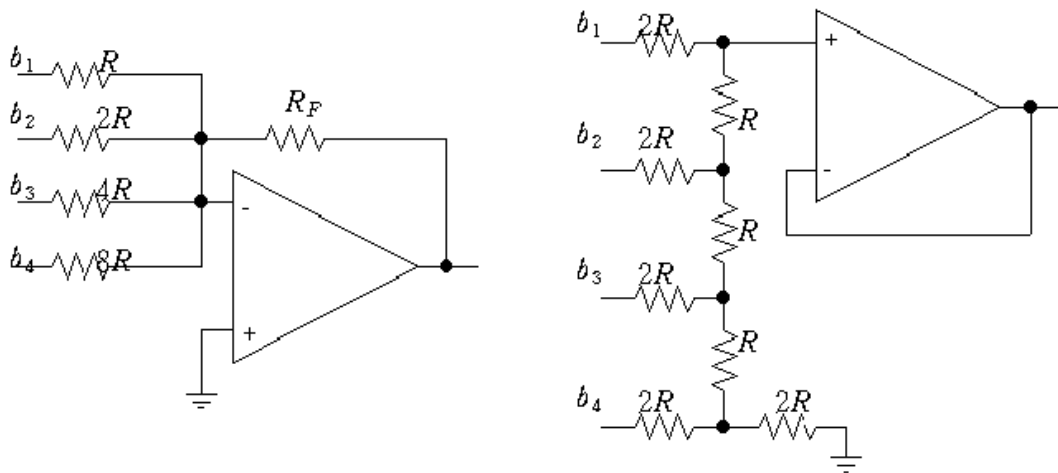 b₁ R
b₂ 2R
b₃ 4R
b₄ 8R
R_F
-
+
b₁ 2R
R
b₂ 2R
R
b₃ 2R
R
b₄ 2R 2R
+
-